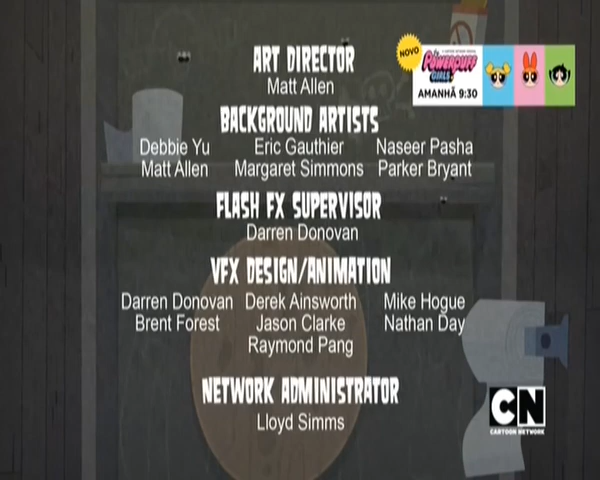 ART DIRECTOR
Matt Allen
NOVO
THE POWERPUFF GIRLS
AMANHÃ 9:30
BACKGROUND ARTISTS
Debbie Yu Eric Gauthier Naseer Pasha
Matt Allen Margaret Simmons Parker Bryant
FLASH FX SUPERVISOR
Darren Donovan
VFX DESIGN/ANIMATION
Darren Donovan Derek Ainsworth Mike Hogue
Brent Forest Jason Clarke Nathan Day
Raymond Pang
NETWORK ADMINISTRATOR
Lloyd Simms
CN
CARTOON NETWORK